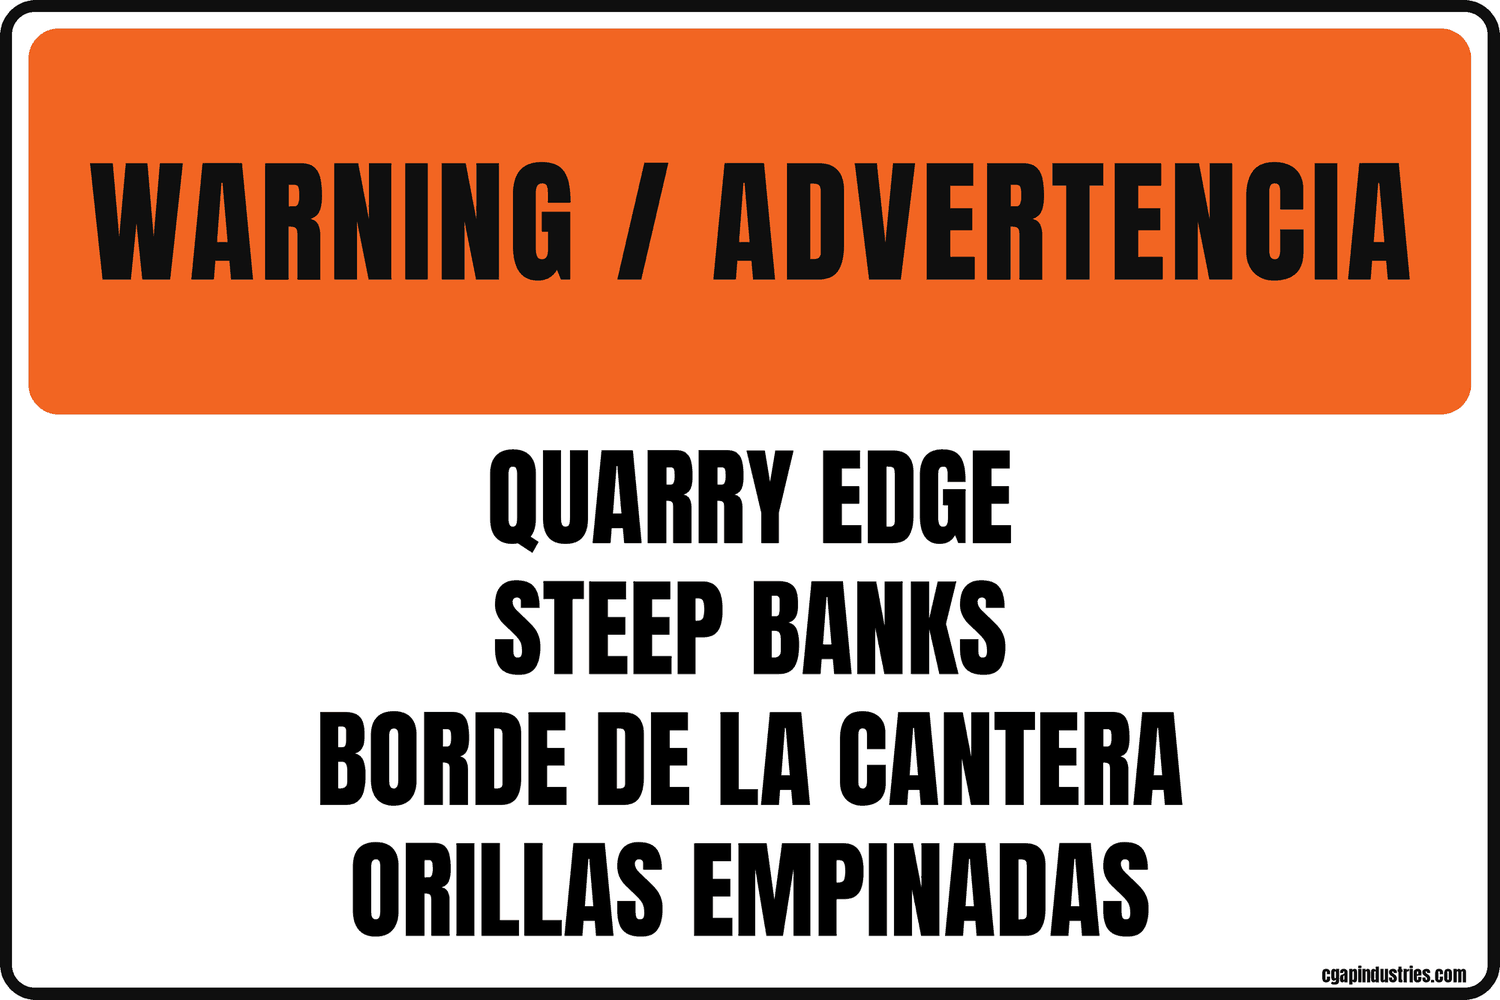 WARNING / ADVERTENCIA
QUARRY EDGE
STEEP BANKS
BORDE DE LA CANTERA
ORILLAS EMPINADAS
cgapindustries.com